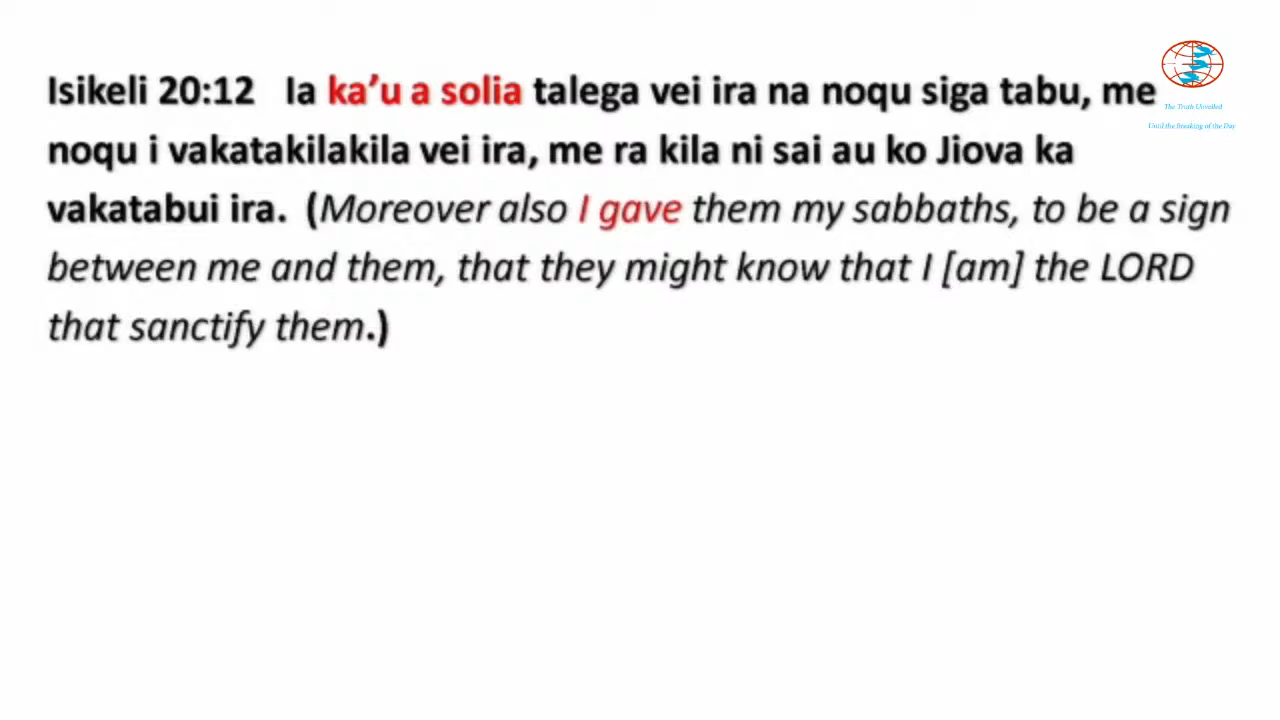 Isikeli 20:12 Ia ka’u a solia talega vei ira na noqu siga tabu, me
noqu i vakatakilakila vei ira, me ra kila ni sai au ko Jiova ka
vakatabui ira. (Moreover also I gave them my sabbaths, to be a sign
between me and them, that they might know that I [am] the LORD
that sanctify them.)
The Truth Unveiled
Until the Breaking of the Day